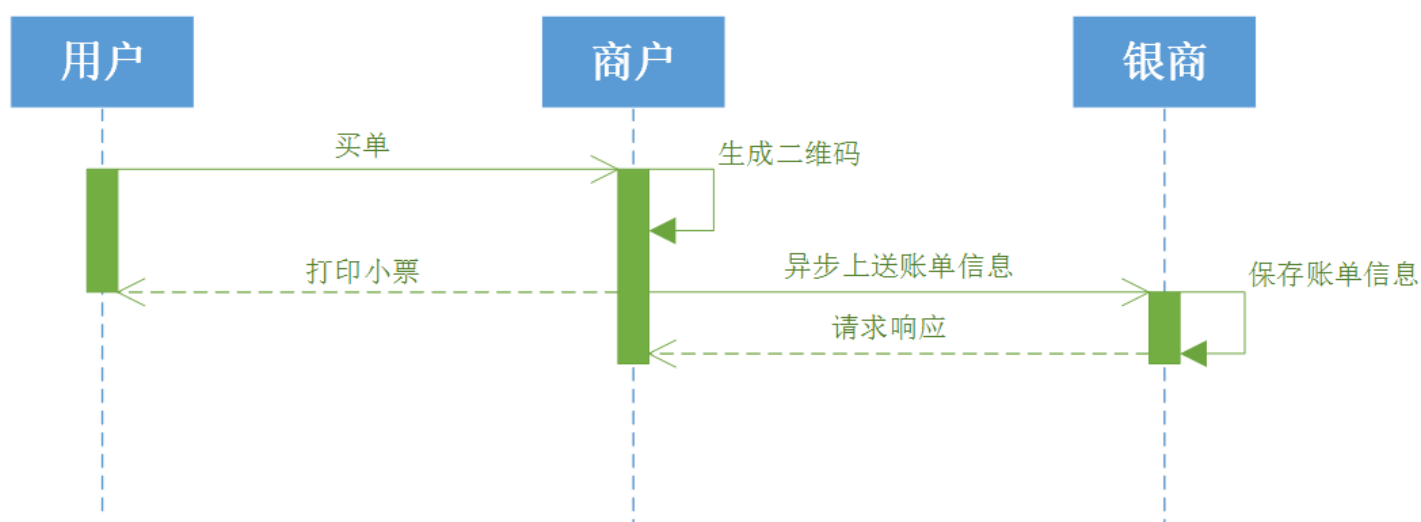 用户
商户
银商
买单
生成二维码
打印小票
异步上送账单信息
保存账单信息
请求响应